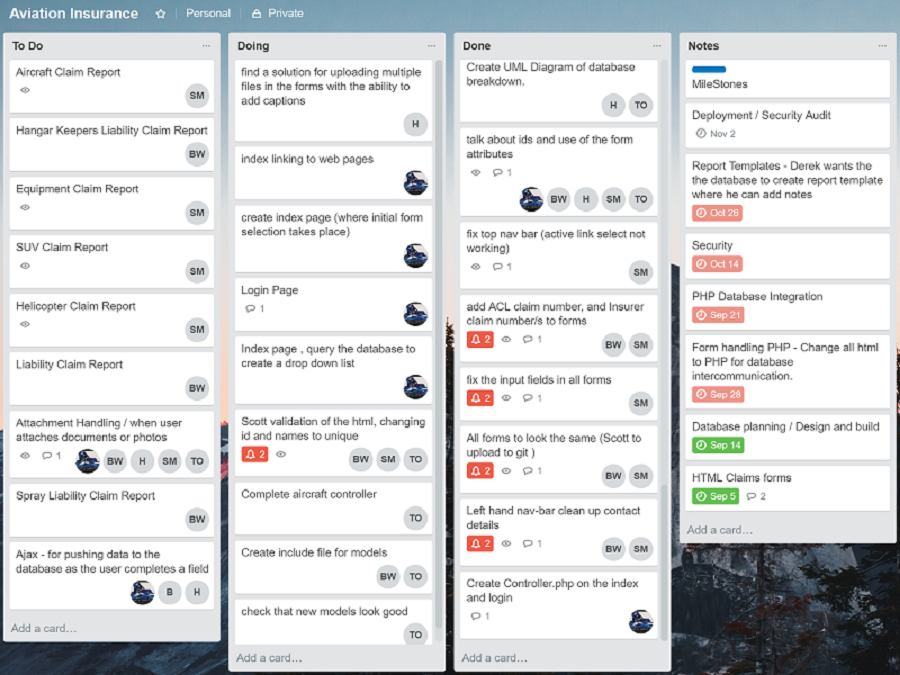 Aviation Insurance
Personal
Private
To Do
Aircraft Claim Report
SM
Hangar Keepers Liability Claim Report
BW
Equipment Claim Report
SM
SUV Claim Report
SM
Helicopter Claim Report
SM
Liability Claim Report
BW
Attachment Handling / when user
attaches documents or photos
1 BW H SM TO
Spray Liability Claim Report
BW
Ajax - for pushing data to the
database as the user completes a field
B H
Add a card...
Doing
find a solution for uploading multiple
files in the forms with the ability to
add captions
H
index linking to web pages
create index page (where initial form
selection takes place)
Login Page
1
Index page , query the database to
create a drop down list
Scott validation of the html, changing
id and names to unique
2 BW SM TO
Complete aircraft controller
TO
Create include file for models
BW TO
check that new models look good
TO
Add a card...
Done
Create UML Diagram of database
breakdown.
H TO
talk about ids and use of the form
attributes
1
BW H SM TO
fix top nav bar (active link select not
working)
1
SM
add ACL claim number, and Insurer
claim number/s to forms
2 1
BW SM
fix the input fields in all forms
2 1
SM
All forms to look the same (Scott to
upload to git )
2 1
BW SM
Left hand nav-bar clean up contact
details
2 1
BW SM
Create Controller.php on the index
and login
1
Add a card...
Notes
MileStones
Deployment / Security Audit
Nov 2
Report Templates - Derek wants the
the database to create report template
where he can add notes
Oct 26
Security
Oct 14
PHP Database Integration
Sep 21
Form handling PHP - Change all html
to PHP for database
intercommunication.
Sep 28
Database planning / Design and build
Sep 14
HTML Claims forms
Sep 5 2
Add a card...